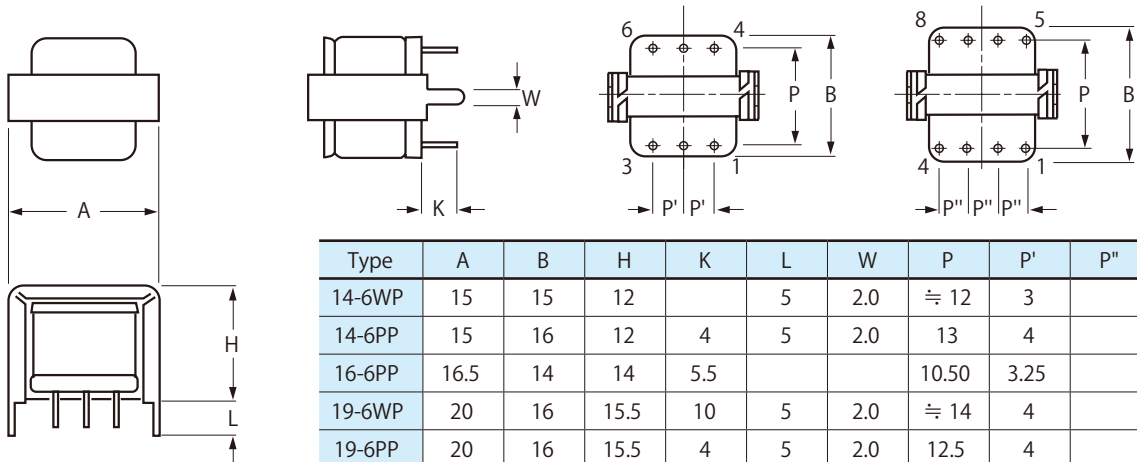 6 4
8 5
W
P B
P B
3 1
4 1
A
K
P' P'
P" P" P"
H
L
Type A B H K L W P P' P"
14-6WP 15 15 12 5 2.0 ≒ 12 3
14-6PP 15 16 12 4 5 2.0 13 4
16-6PP 16.5 14 14 5.5 10.50 3.25
19-6WP 20 16 15.5 10 5 2.0 ≒ 14 4
19-6PP 20 16 15.5 4 5 2.0 12.5 4